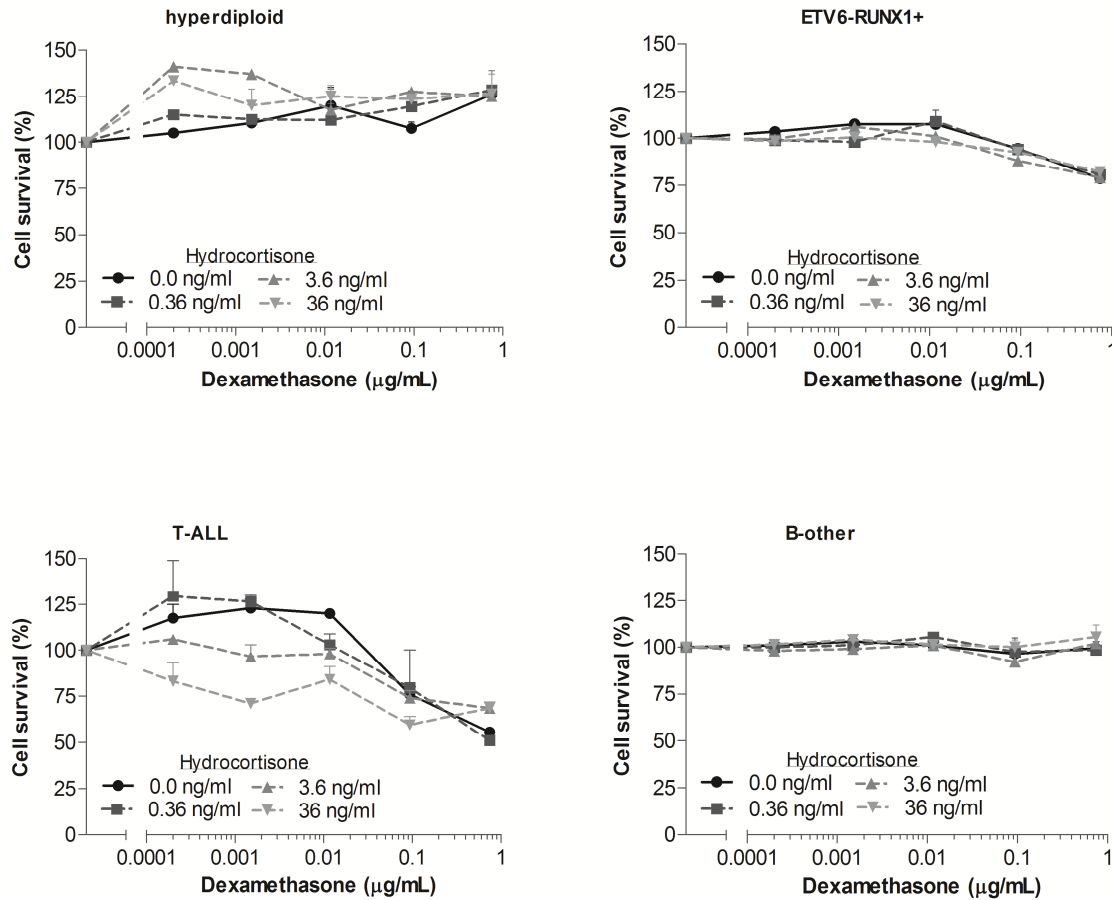 hyperdiploid
150
125
100
75
50
25
0
Cell survival (%)
Hydrocortisone
0.0 ng/ml 3.6 ng/ml
0.36 ng/ml 36 ng/ml
0.0001 0.001 0.01 0.1 1
Dexamethasone (μg/mL)
ETV6-RUNX1+
150
125
100
75
50
25
0
Cell survival (%)
Hydrocortisone
0.0 ng/ml 3.6 ng/ml
0.36 ng/ml 36 ng/ml
0.0001 0.001 0.01 0.1 1
Dexamethasone (μg/mL)
T-ALL
150
125
100
75
50
25
0
Cell survival (%)
Hydrocortisone
0.0 ng/ml 3.6 ng/ml
0.36 ng/ml 36 ng/ml
0.0001 0.001 0.01 0.1 1
Dexamethasone (μg/mL)
B-other
150
125
100
75
50
25
0
Cell survival (%)
Hydrocortisone
0.0 ng/ml 3.6 ng/ml
0.36 ng/ml 36 ng/ml
0.0001 0.001 0.01 0.1 1
Dexamethasone (μg/mL)